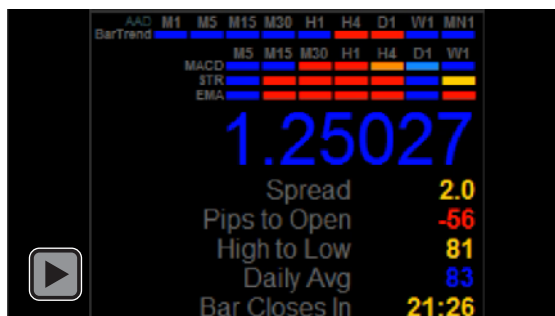 AAD M1 M5 M15 M30 H1 H4 D1 W1 MN1
BarTrend
M5 M15 M30 H1 H4 D1 W1
MACD
STR
EMA
1.25027
Spread 2.0
Pips to Open -56
High to Low 81
Daily Avg 83
Bar Closes In 21:26